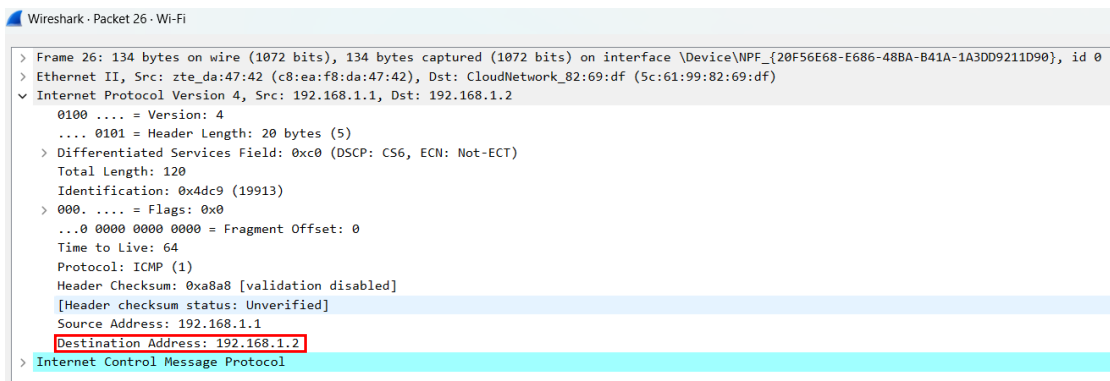 Wireshark · Packet 26 · Wi-Fi
Frame 26: 134 bytes on wire (1072 bits), 134 bytes captured (1072 bits) on interface \Device\NPF_{20F56E68-E686-48BA-B41A-1A3DD9211D90}, id 0
Ethernet II, Src: zte_da:47:42 (c8:ea:f8:da:47:42), Dst: CloudNetwork_82:69:df (5c:61:99:82:69:df)
Internet Protocol Version 4, Src: 192.168.1.1, Dst: 192.168.1.2
0100 .... = Version: 4
.... 0101 = Header Length: 20 bytes (5)
Differentiated Services Field: 0xc0 (DSCP: CS6, ECN: Not-ECT)
Total Length: 120
Identification: 0x4dc9 (19913)
000. .... = Flags: 0x0
...0 0000 0000 0000 = Fragment Offset: 0
Time to Live: 64
Protocol: ICMP (1)
Header Checksum: 0xa8a8 [validation disabled]
[Header checksum status: Unverified]
Source Address: 192.168.1.1
Destination Address: 192.168.1.2
Internet Control Message Protocol